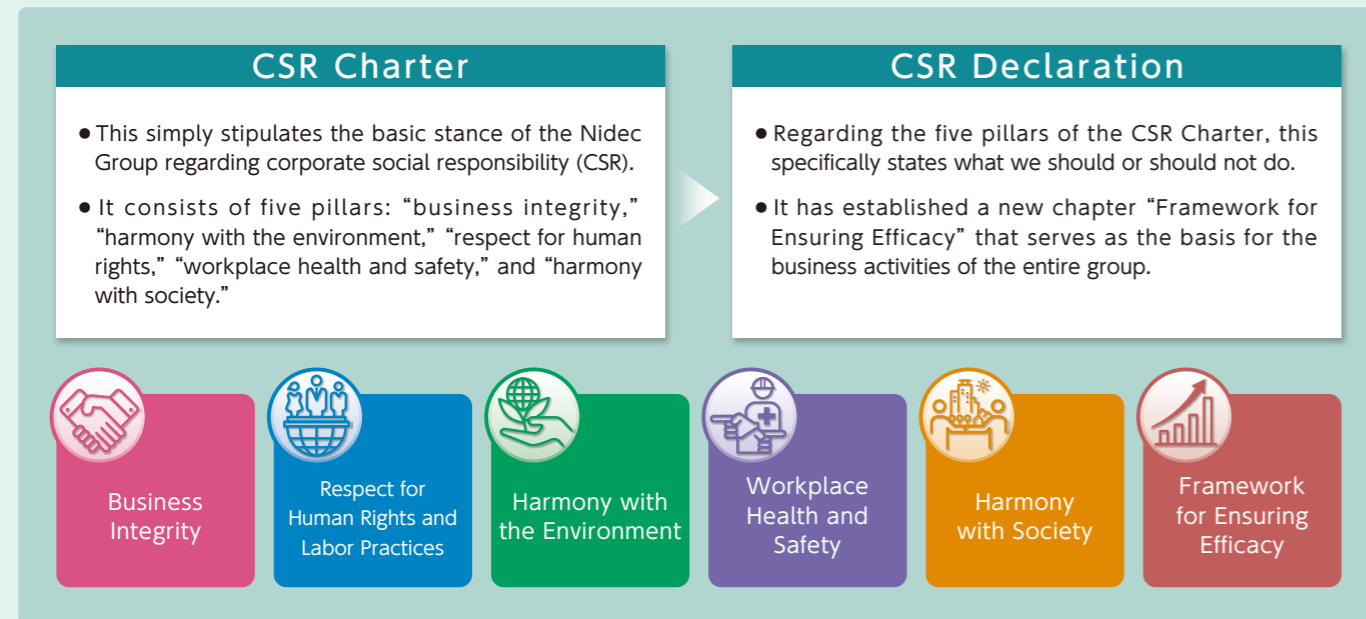 CSR Charter
● This simply stipulates the basic stance of the Nidec
Group regarding corporate social responsibility (CSR).
● It consists of five pillars: “business integrity,”
“harmony with the environment,” “respect for human
rights,” “workplace health and safety,” and “harmony
with society.”
CSR Declaration
● Regarding the five pillars of the CSR Charter, this
specifically states what we should or should not do.
● It has established a new chapter “Framework for
Ensuring Efficacy” that serves as the basis for the
business activities of the entire group.
Business
Integrity
Respect for
Human Rights and
Labor Practices
Harmony with
the Environment
Workplace
Health and
Safety
Harmony
with Society
Framework
for Ensuring
Efficacy